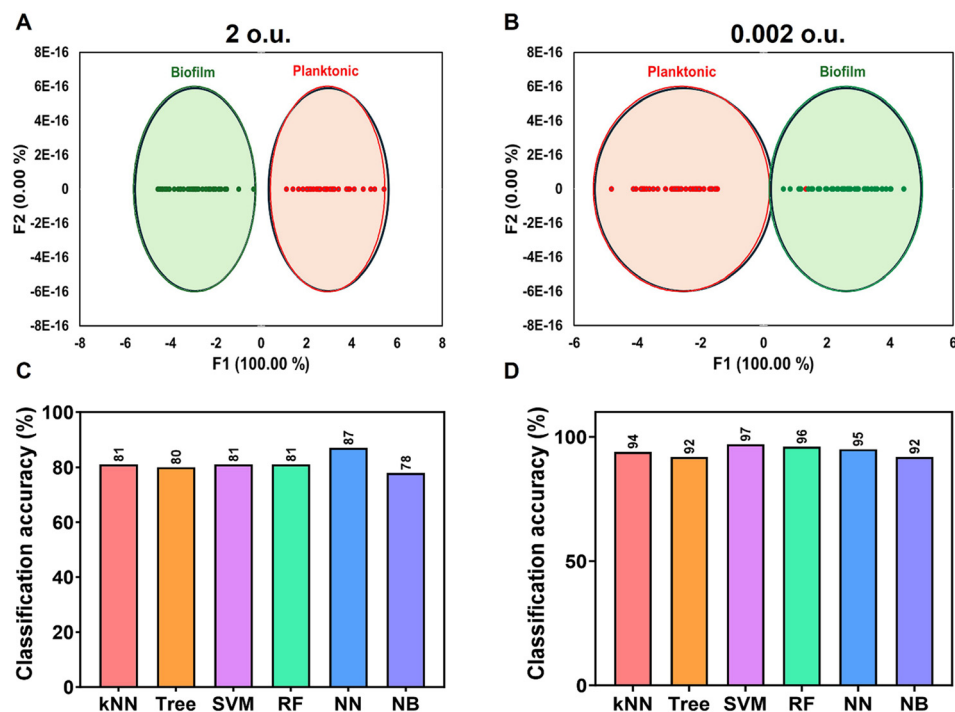 A
2 o.u.
8E-16
6E-16
4E-16
2E-16
0
-2E-16
-4E-16
-6E-16
-8E-16
F2 (0.00 %)
Biofilm
Planktonic
-8
-6
-4
-2
0
2
4
6
8
F1 (100.00 %)
B
0.002 o.u.
8E-16
6E-16
4E-16
2E-16
0
-2E-16
-4E-16
-6E-16
-8E-16
F2 (0.00 %)
Planktonic
Biofilm
-6
-4
-2
0
2
4
6
F1 (100.00 %)
C
Classification accuracy (%)
100
80
60
40
20
0
81
80
81
81
87
78
kNN Tree SVM RF NN NB
D
Classification accuracy (%)
100
50
0
94
92
97
96
95
92
kNN Tree SVM RF NN NB